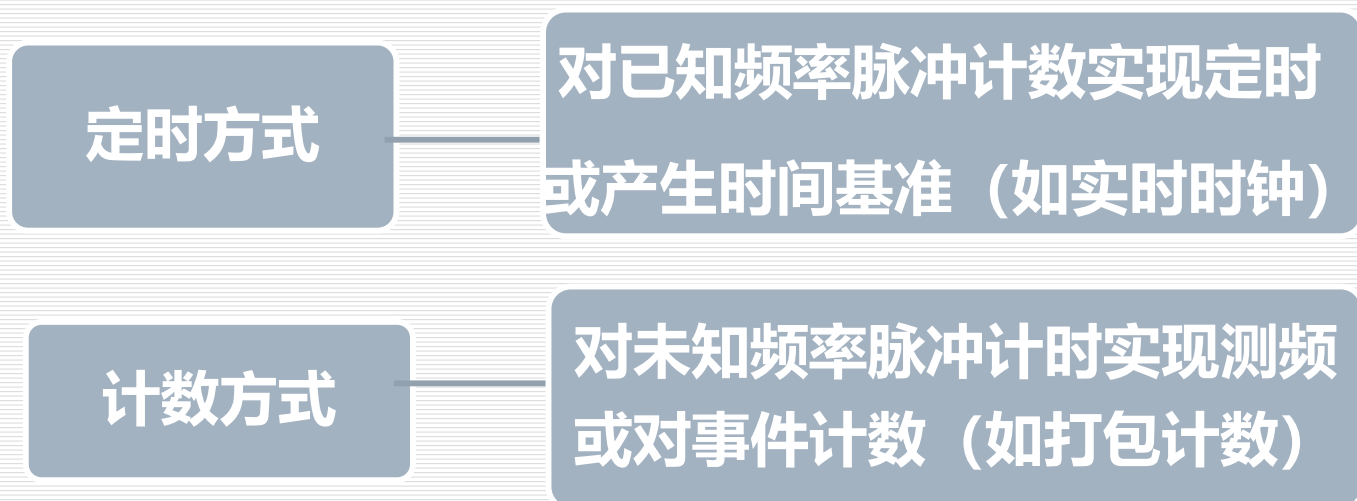 定时方式
对已知频率脉冲计数实现定时
或产生时间基准（如实时时钟）
计数方式
对未知频率脉冲计时实现测频
或对事件计数（如打包计数）